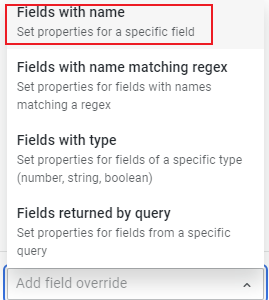 Fields with name
Set properties for a specific field
Fields with name matching regex
Set properties for fields with names
matching a regex
Fields with type
Set properties for fields of a specific type
(number, string, boolean)
Fields returned by query
Set properties for fields from a specific
query
Add field override